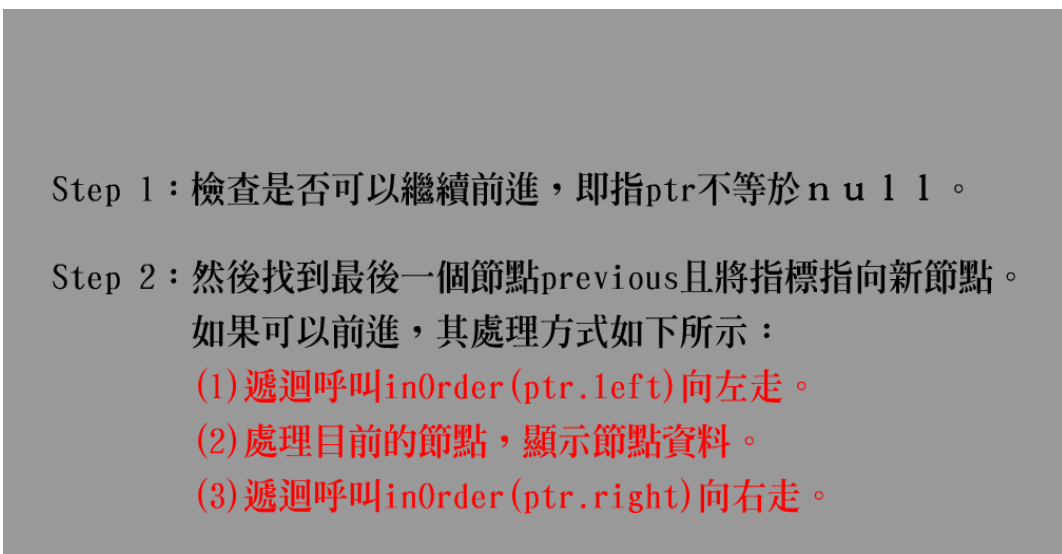 Step 1：檢查是否可以繼續前進，即指ptr不等於ｎｕｌｌ。
Step 2：然後找到最後一個節點previous且將指標指向新節點。
如果可以前進，其處理方式如下所示：
(1)遞迴呼叫inOrder(ptr.left)向左走。
(2)處理目前的節點，顯示節點資料。
(3)遞迴呼叫inOrder(ptr.right)向右走。